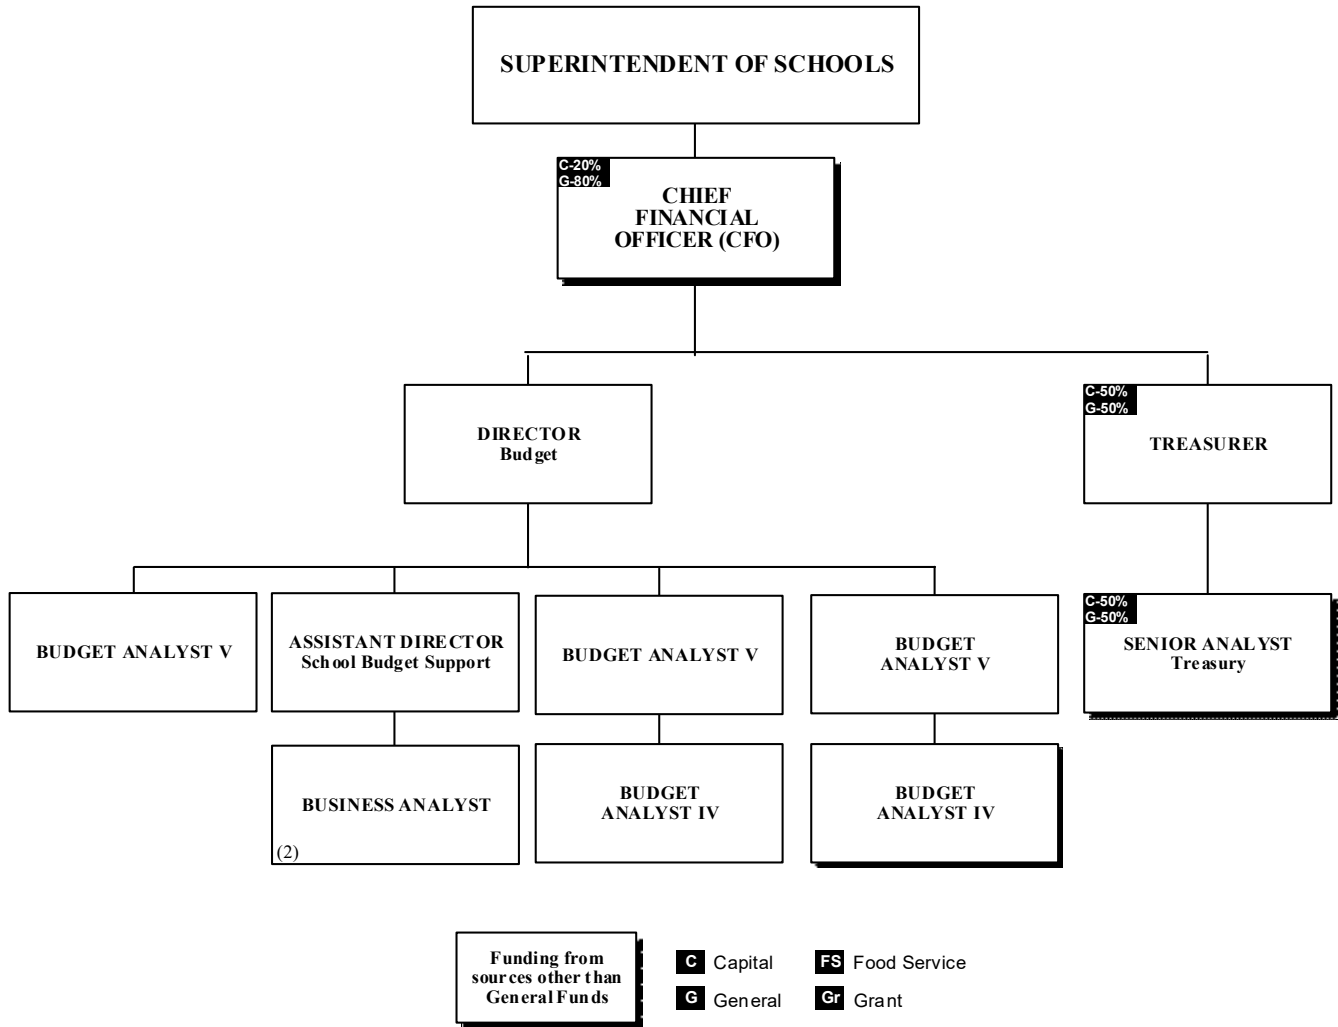 SUPERINTENDENT OF SCHOOLS
C-20%
G-80%
CHIEF
FINANCIAL
OFFICER (CFO)
DIRECTOR
Budget
C-50%
G-50%
TREASURER
BUDGET ANALYST V
ASSISTANT DIRECTOR
School Budget Support
BUDGET ANALYST V
BUDGET
ANALYST V
C-50%
G-50%
SENIOR ANALYST
Treasury
BUSINESS ANALYST
(2)
BUDGET
ANALYST IV
BUDGET
ANALYST IV
Funding from
sources other than
General Funds
C Capital
FS Food Service
G General
Gr Grant